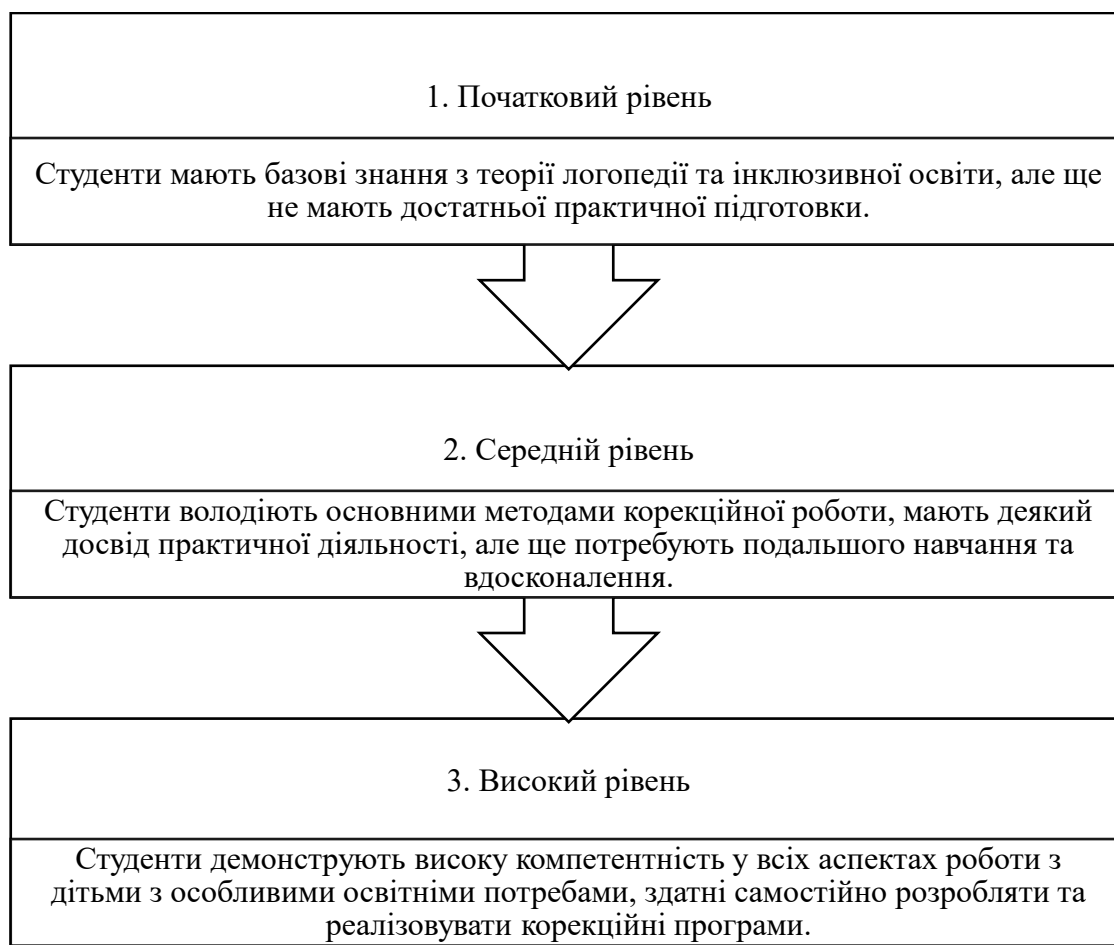 1. Початковий рівень
Студенти мають базові знання з теорії логопедії та інклюзивної освіти, але ще
не мають достатньої практичної підготовки.
2. Середній рівень
Студенти володіють основними методами корекційної роботи, мають деякий
досвід практичної діяльності, але ще потребують подальшого навчання та
вдосконалення.
3. Високий рівень
Студенти демонструють високу компетентність у всіх аспектах роботи з
дітьми з особливими освітніми потребами, здатні самостійно розробляти та
реалізовувати корекційні програми.